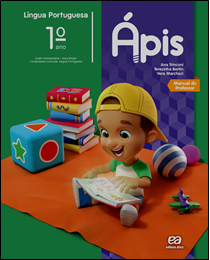 Língua Portuguesa
1º
ano
Ápis
Ana Trinconi
Terezinha Bertin
Vera Marchezi
Manual do
Professor
editora ática